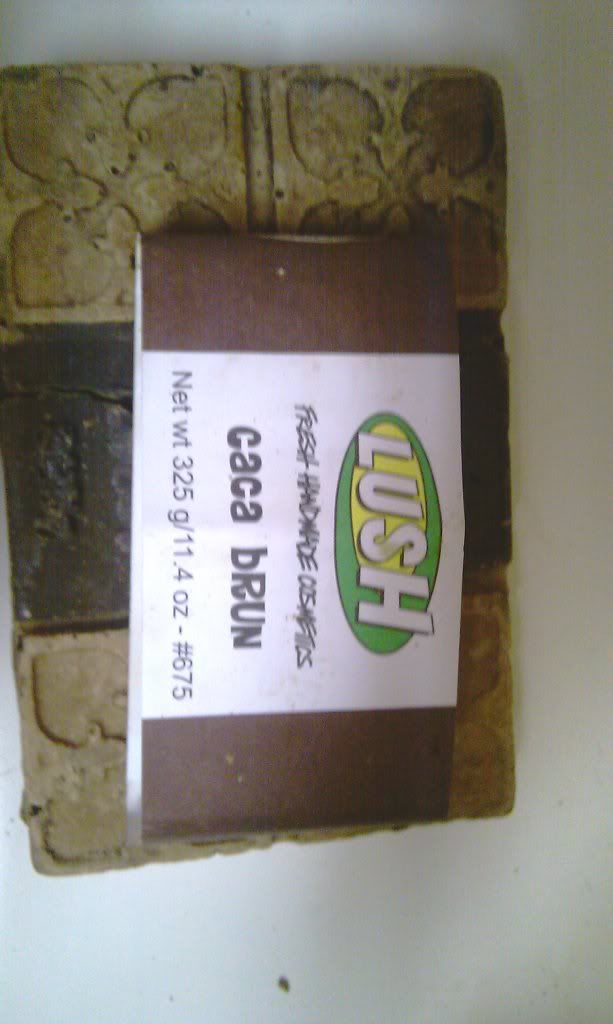 LUSH
FRESH HANDMADE COSMETICS
caca bRUN
Net wt 325 g/11.4 oz - #675